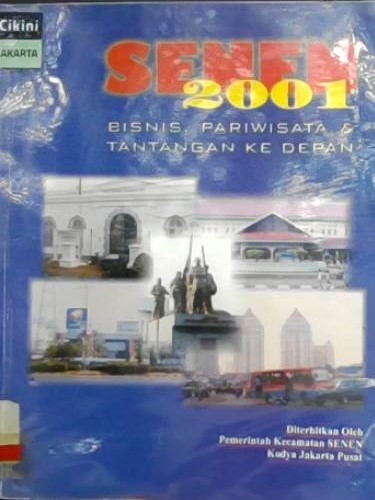 Cikini
JAKARTA
SENEN
2001
BISNIS, PARIWISATA &
TANTANGAN KE DEPAN
Diterbitkan Oleh
Pemerintah Kecamatan SENEN
Kodya Jakarta Pusat